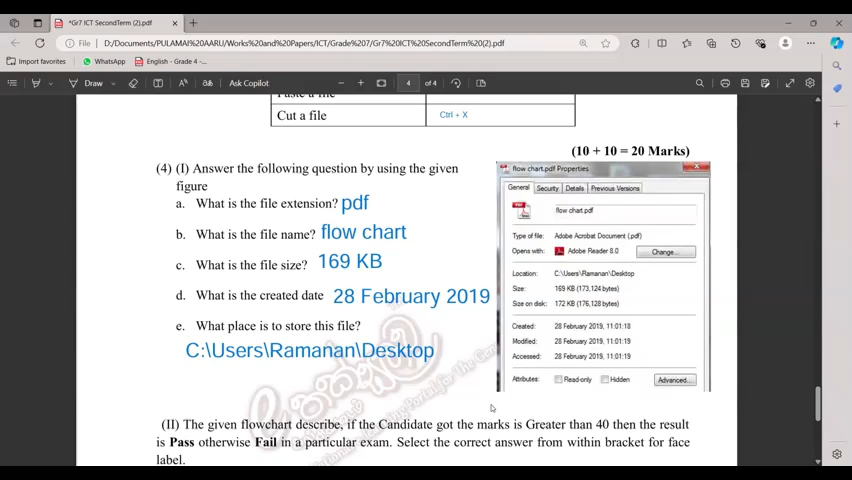 *Gr7 ICT SecondTerm (2).pdf
File
D:/Documents/PULAMAI%20AARU/Works%20and%20Papers/ICT/Grade%207/Gr7%20ICT%20SecondTerm%20(2).pdf
Import favorites
WhatsApp
English - Grade 4 -...
Draw
Ask Copilot
4
of 4
Paste a file
Cut a file
Ctrl + X
(10 + 10 = 20 Marks)
(4) (I) Answer the following question by using the given
figure
a. What is the file extension? pdf
b. What is the file name? flow chart
c. What is the file size? 169 KB
d. What is the created date 28 February 2019
e. What place is to store this file?
C:\Users\Ramanan\Desktop
flow chart.pdf Properties
General Security Details Previous Versions
flow chart.pdf
Type of file: Adobe Acrobat Document (.pdf)
Opens with: Adobe Reader 8.0 Change...
Location: C:\Users\Ramanan\Desktop
Size: 169 KB (173,124 bytes)
Size on disk: 172 KB (176,128 bytes)
Created: 28 February 2019, 11:01:18
Modified: 28 February 2019, 11:01:19
Accessed: 28 February 2019, 11:01:19
Attributes: Read-only Hidden Advanced...
(II) The given flowchart describe, if the Candidate got the marks is Greater than 40 then the result
is Pass otherwise Fail in a particular exam. Select the correct answer from within bracket for face
label.